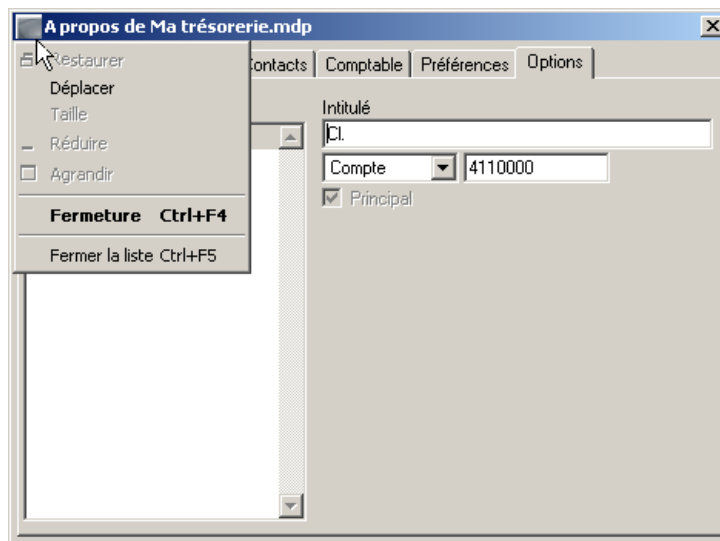 A propos de Ma trésorerie.mdp
Restaurer
Déplacer
Taille
Réduire
Agrandir
Fermeture Ctrl+F4
Fermer la liste Ctrl+F5
Comptable
Préférences
Options
Intitulé
Cl.
Compte
4110000
Principal